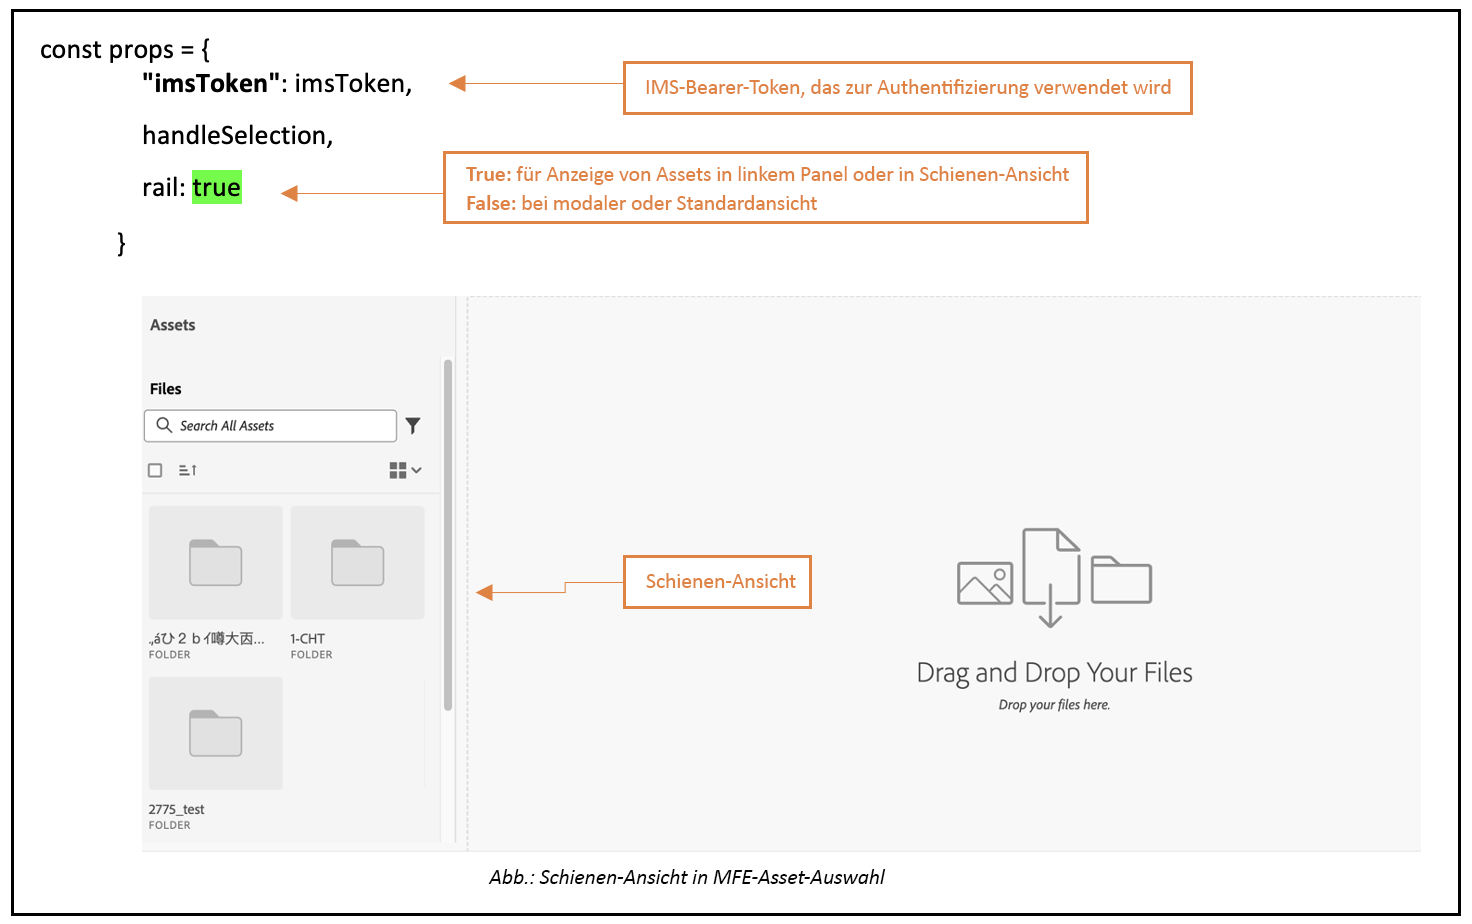 const props = {
"imsToken": imsToken,
IMS-Bearer-Token, das zur Authentifizierung verwendet wird
handleSelection,
rail: true
True: für Anzeige von Assets in linkem Panel oder in Schienen-Ansicht
False: bei modaler oder Standardansicht
}
Assets
Files
Search All Assets
.,áひ２ｂｲ噂大㐁...
FOLDER
1-CHT
FOLDER
2775_test
FOLDER
Schienen-Ansicht
Drag and Drop Your Files
Drop your files here.
Abb.: Schienen-Ansicht in MFE-Asset-Auswahl